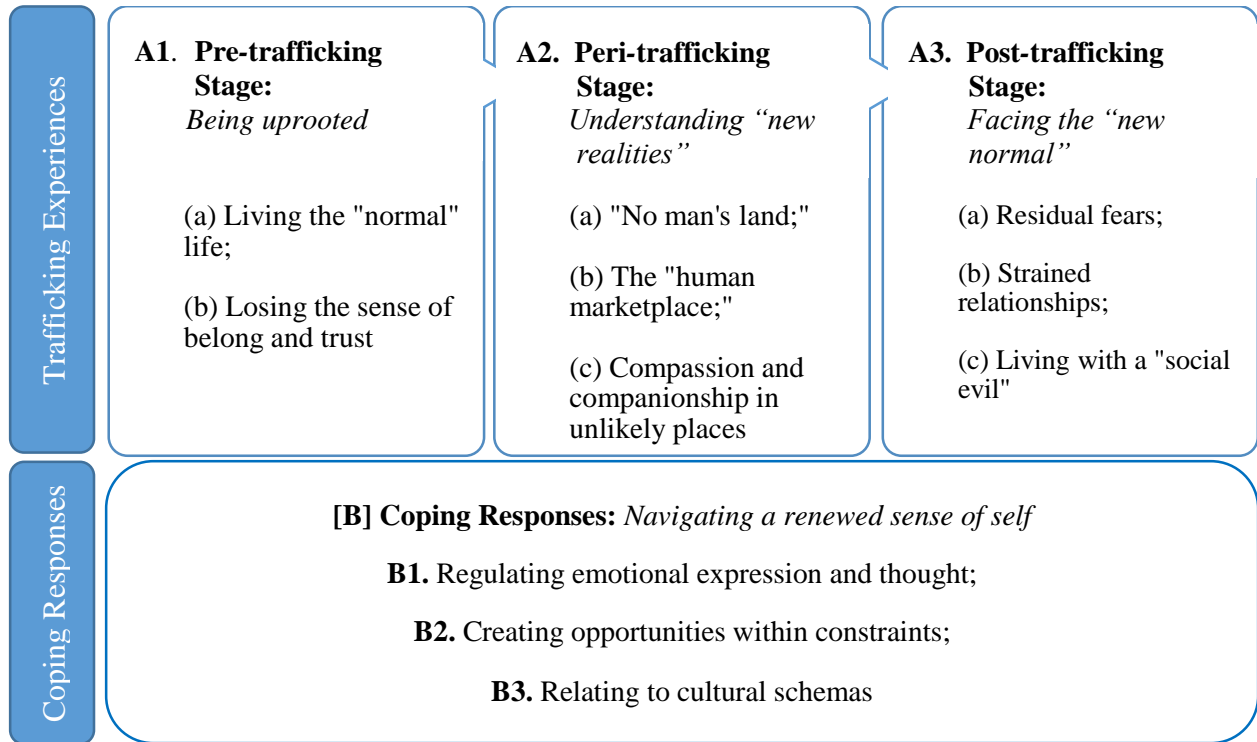 Trafficking Experiences
A1. Pre-trafficking
Stage:
Being uprooted
(a) Living the "normal"
life;
(b) Losing the sense of
belong and trust
A2. Peri-trafficking
Stage:
Understanding “new
realities”
(a) "No man's land;"
(b) The "human
marketplace;"
(c) Compassion and
companionship in
unlikely places
A3. Post-trafficking
Stage:
Facing the “new
normal”
(a) Residual fears;
(b) Strained
relationships;
(c) Living with a "social
evil"
Coping Responses
[B] Coping Responses: Navigating a renewed sense of self
B1. Regulating emotional expression and thought;
B2. Creating opportunities within constraints;
B3. Relating to cultural schemas